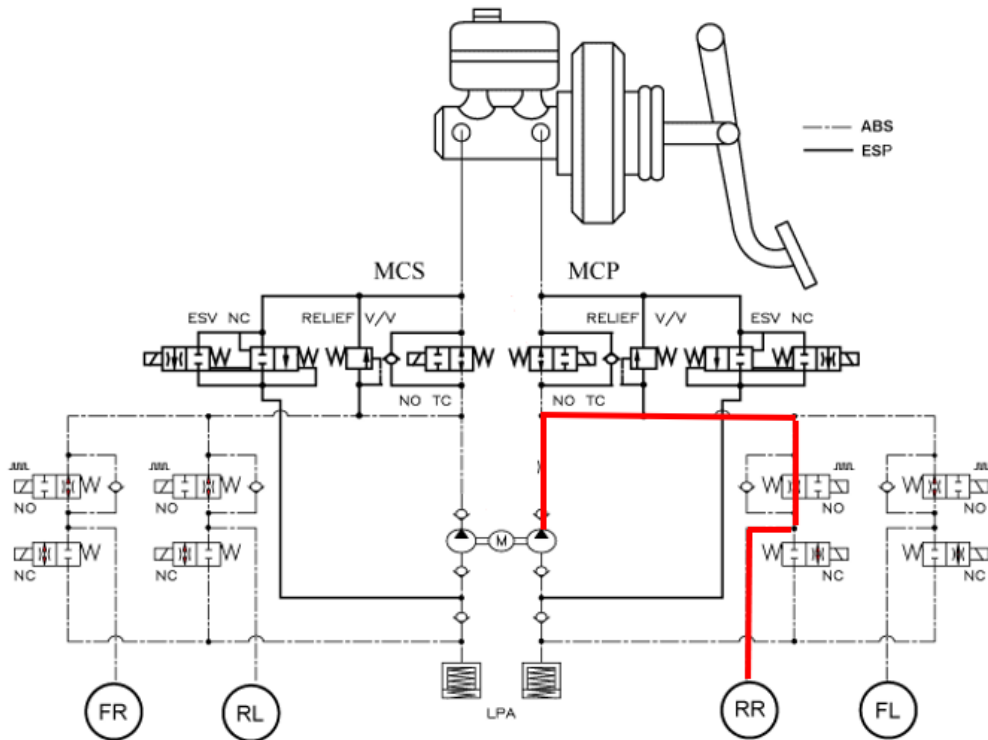 ABS
ESP
MCS
MCP
ESV NC
RELIEF V/V
RELIEF V/V
ESV NC
NO TC
NO TC
NO
NO
NO
NO
M
NC
NC
NC
NC
LPA
FR
RL
RR
FL